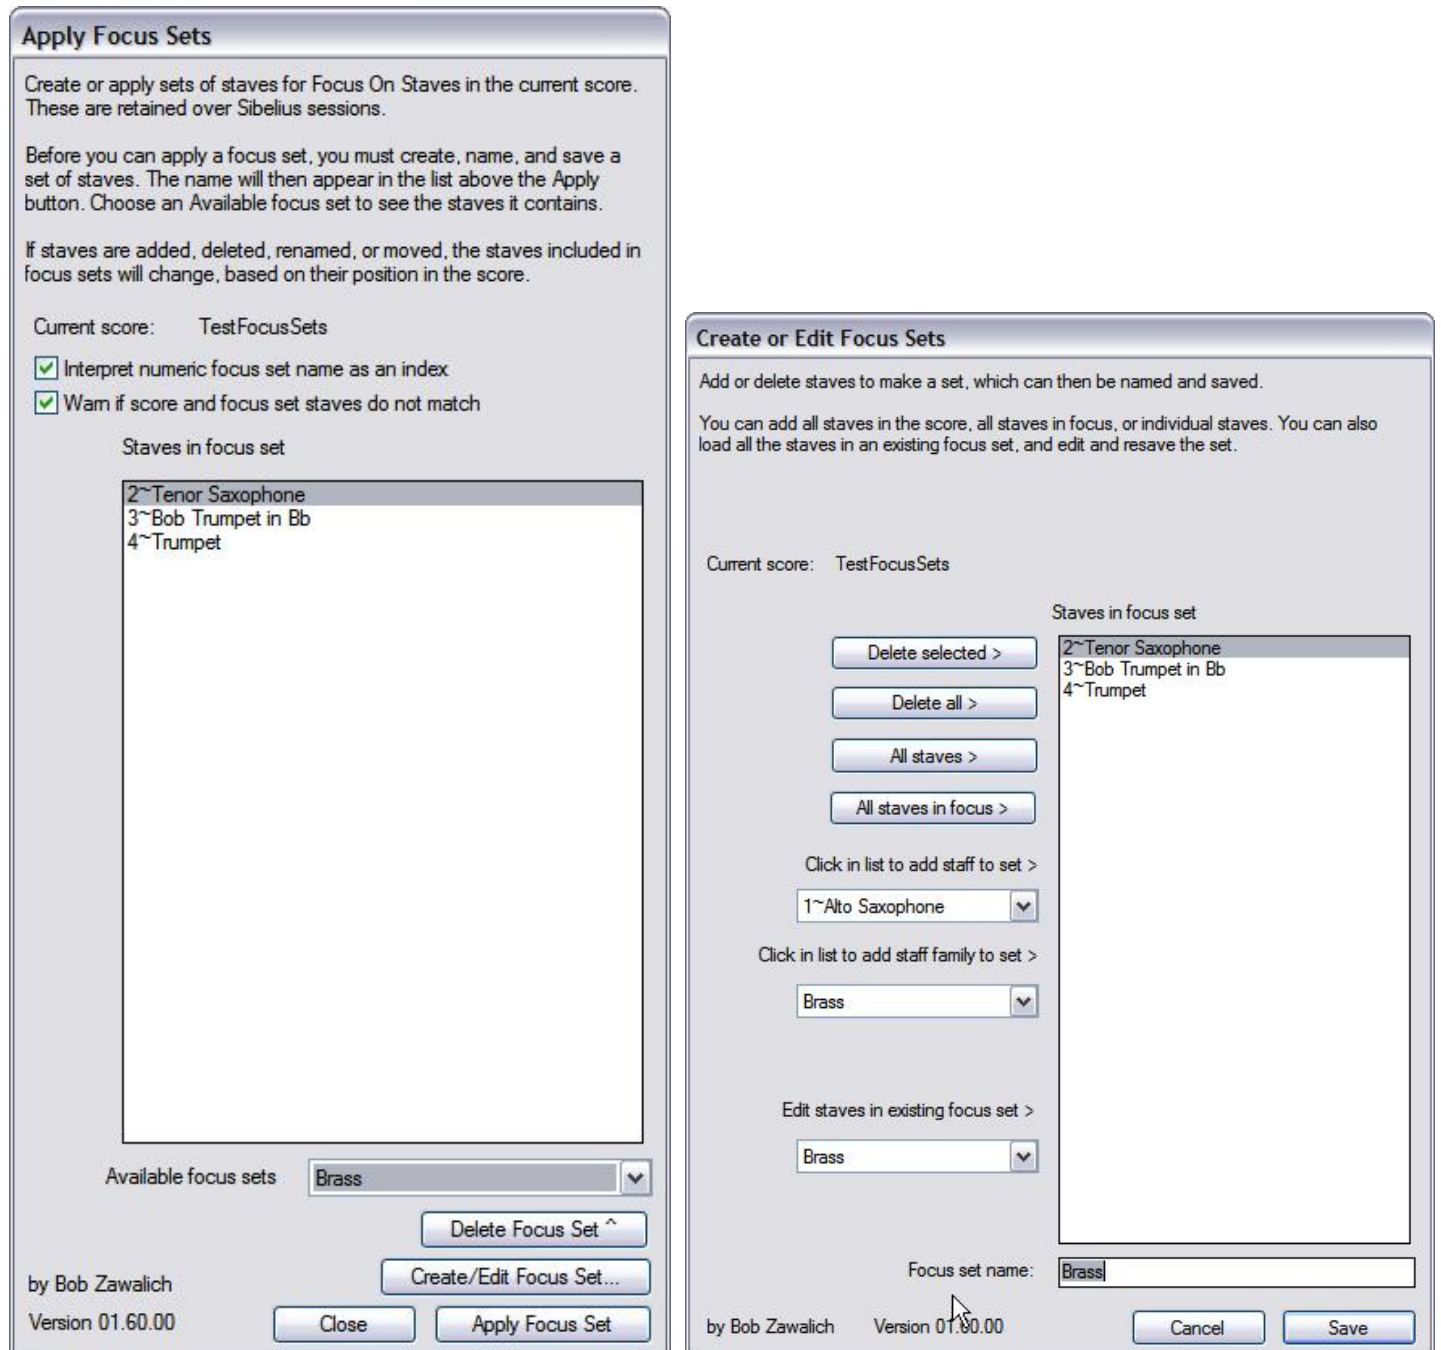 Apply Focus Sets
Create or apply sets of staves for Focus On Staves in the current score.
These are retained over Sibelius sessions.
Before you can apply a focus set, you must create, name, and save a
set of staves. The name will then appear in the list above the Apply
button. Choose an Available focus set to see the staves it contains.
If staves are added, deleted, renamed, or moved, the staves included in
focus sets will change, based on their position in the score.
Current score: TestFocusSets
Interpret numeric focus set name as an index
Warn if score and focus set staves do not match
Staves in focus set
2~Tenor Saxophone
3~Bob Trumpet in Bb
4~Trumpet
Available focus sets Brass
Delete Focus Set ^
Create/Edit Focus Set...
by Bob Zawalich
Version 01.60.00
Close
Apply Focus Set
Create or Edit Focus Sets
Add or delete staves to make a set, which can then be named and saved.
You can add all staves in the score, all staves in focus, or individual staves. You can also
load all the staves in an existing focus set, and edit and resave the set.
Current score: TestFocusSets
Staves in focus set
2~Tenor Saxophone
3~Bob Trumpet in Bb
4~Trumpet
Delete selected >
Delete all >
All staves >
All staves in focus >
Click in list to add staff to set >
1~Alto Saxophone
Click in list to add staff family to set >
Brass
Edit staves in existing focus set >
Brass
Focus set name: Brass
by Bob Zawalich Version 01.60.00
Cancel
Save